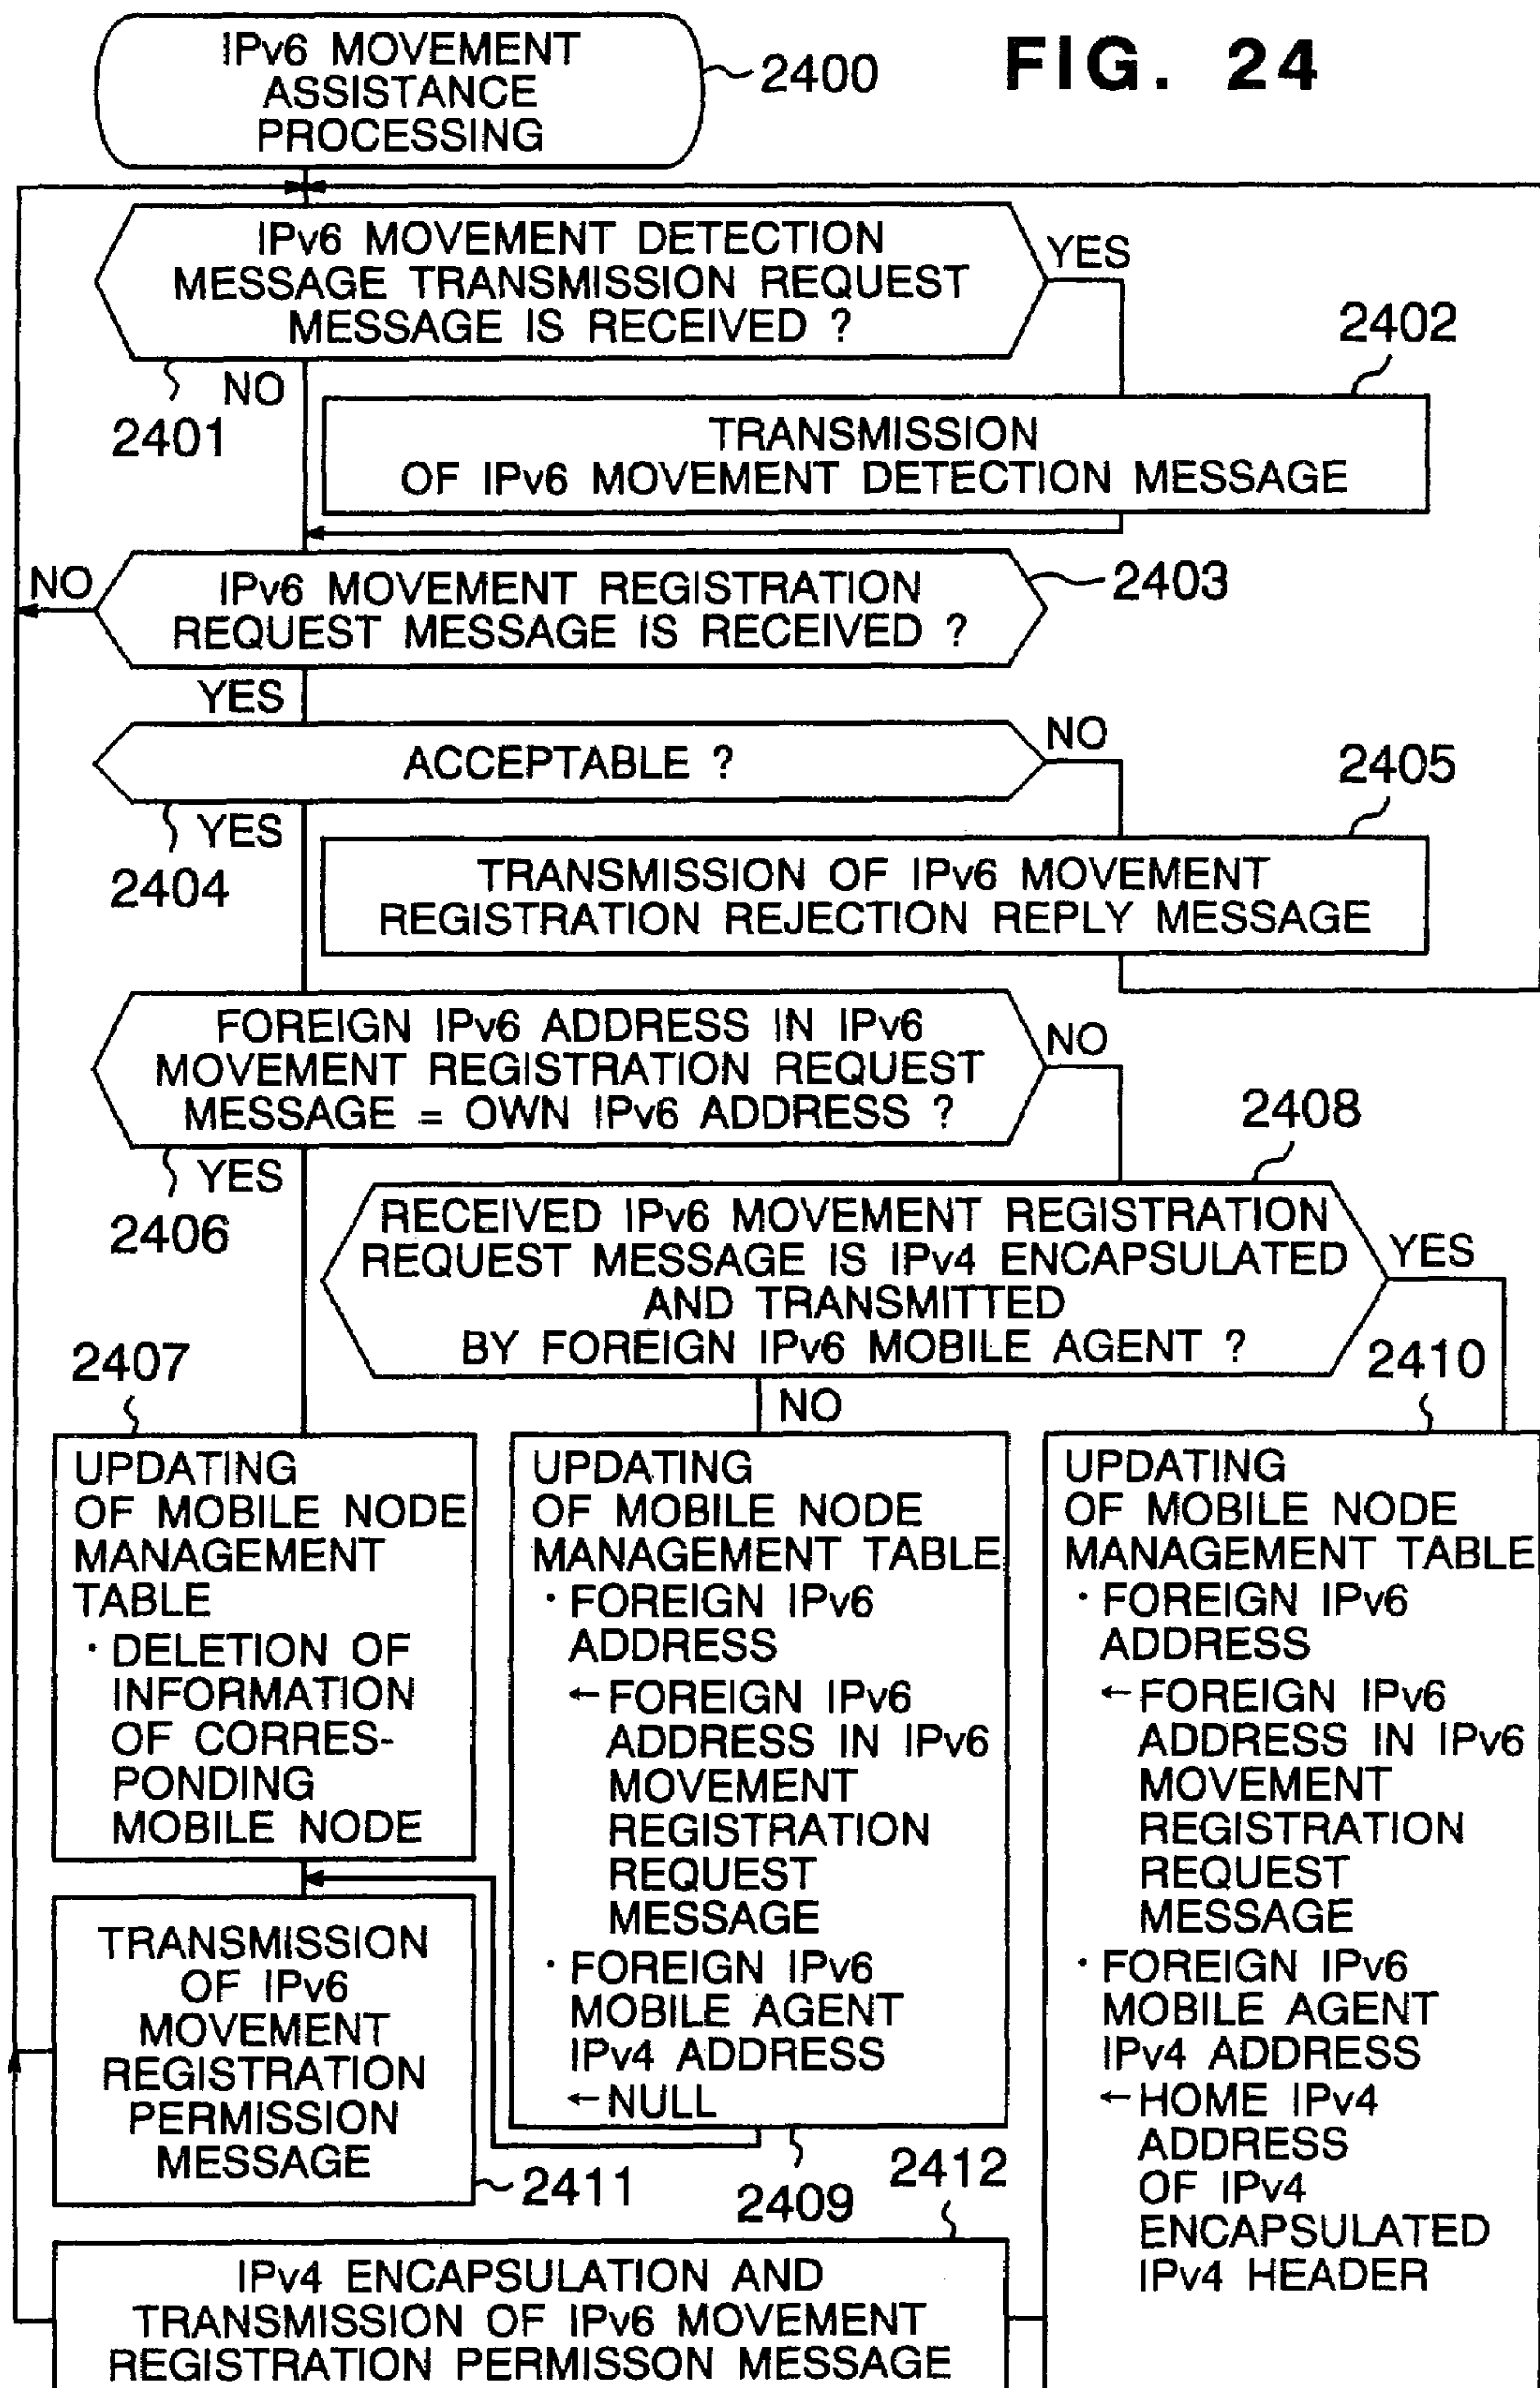 FIG. 24
IPv6 MOVEMENT
ASSISTANCE
PROCESSING
2400
IPv6 MOVEMENT DETECTION
MESSAGE TRANSMISSION REQUEST
MESSAGE IS RECEIVED ?
YES
2401
NO
2402
TRANSMISSION
OF IPv6 MOVEMENT DETECTION MESSAGE
NO
IPv6 MOVEMENT REGISTRATION
REQUEST MESSAGE IS RECEIVED ?
2403
YES
ACCEPTABLE ?
NO
2404
YES
2405
TRANSMISSION OF IPv6 MOVEMENT
REGISTRATION REJECTION REPLY MESSAGE
FOREIGN IPv6 ADDRESS IN IPv6
MOVEMENT REGISTRATION REQUEST
MESSAGE = OWN IPv6 ADDRESS ?
NO
2406
YES
2408
RECEIVED IPv6 MOVEMENT REGISTRATION
REQUEST MESSAGE IS IPv4 ENCAPSULATED
AND TRANSMITTED
BY FOREIGN IPv6 MOBILE AGENT ?
YES
NO
2407
UPDATING
OF MOBILE NODE
MANAGEMENT
TABLE
· DELETION OF
INFORMATION
OF CORRES-
PONDING
MOBILE NODE
UPDATING
OF MOBILE NODE
MANAGEMENT TABLE
· FOREIGN IPv6
ADDRESS
← FOREIGN IPv6
ADDRESS IN IPv6
MOVEMENT
REGISTRATION
REQUEST
MESSAGE
· FOREIGN IPv6
MOBILE AGENT
IPv4 ADDRESS
← NULL
2409
2410
UPDATING
OF MOBILE NODE
MANAGEMENT TABLE
· FOREIGN IPv6
ADDRESS
← FOREIGN IPv6
ADDRESS IN IPv6
MOVEMENT
REGISTRATION
REQUEST
MESSAGE
· FOREIGN IPv6
MOBILE AGENT
IPv4 ADDRESS
← HOME IPv4
ADDRESS
OF IPv4
ENCAPSULATED
IPv4 HEADER
TRANSMISSION
OF IPv6
MOVEMENT
REGISTRATION
PERMISSION
MESSAGE
2411
2412
IPv4 ENCAPSULATION AND
TRANSMISSION OF IPv6 MOVEMENT
REGISTRATION PERMISSON MESSAGE